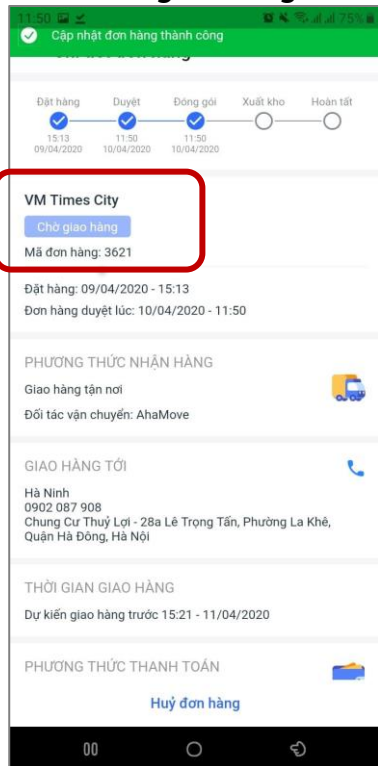 11:50 75%
Cập nhật đơn hàng thành công
Đặt hàng Duyệt Đóng gói Xuất kho Hoàn tất
15:13 11:50 11:50
09/04/2020 10/04/2020 10/04/2020
VM Times City
Chờ giao hàng
Mã đơn hàng: 3621
Đặt hàng: 09/04/2020 - 15:13
Đơn hàng duyệt lúc: 10/04/2020 - 11:50
PHƯƠNG THỨC NHẬN HÀNG
Giao hàng tận nơi
Đối tác vận chuyển: AhaMove
GIAO HÀNG TỚI
Hà Ninh
0902 087 908
Chung Cư Thuỷ Lợi - 28a Lê Trọng Tấn, Phường La Khê,
Quận Hà Đông, Hà Nội
THỜI GIAN GIAO HÀNG
Dự kiến giao hàng trước 15:21 - 11/04/2020
PHƯƠNG THỨC THANH TOÁN
Huỷ đơn hàng